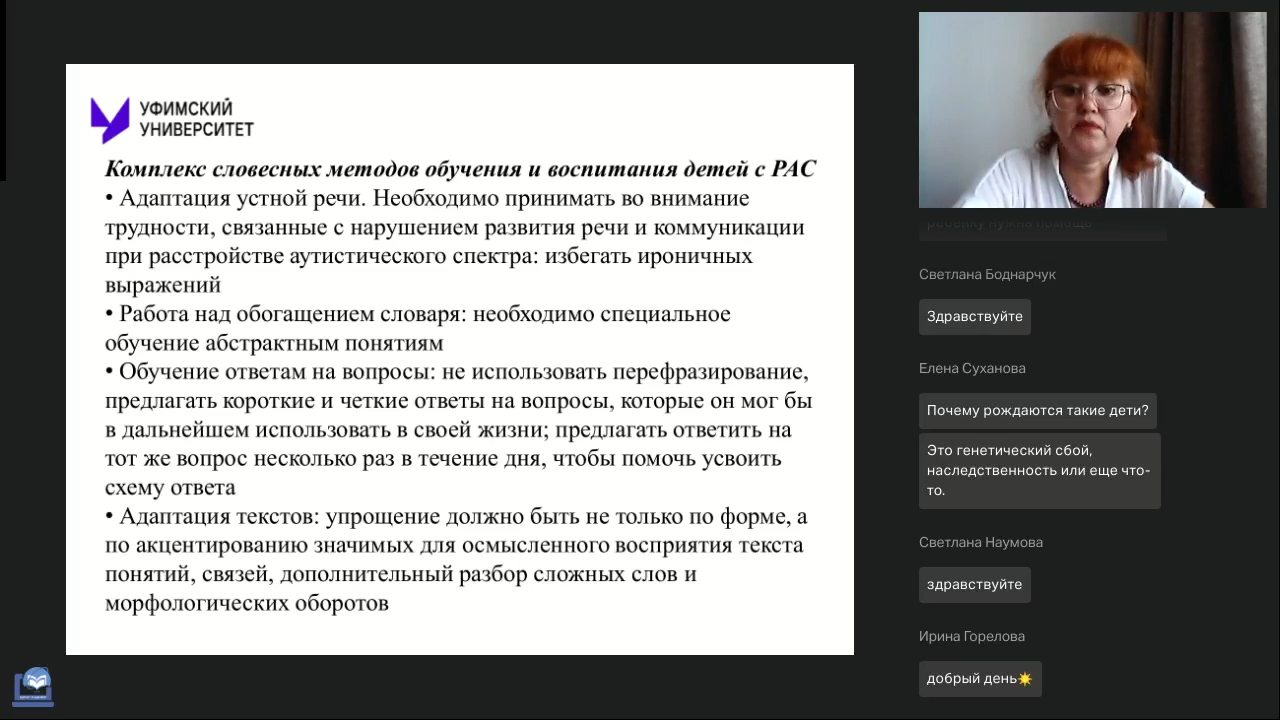 УФИМСКИЙ
УНИВЕРСИТЕТ
Комплекс словесных методов обучения и воспитания детей с РАС
• Адаптация устной речи. Необходимо принимать во внимание
трудности, связанные с нарушением развития речи и коммуникации
при расстройстве аутистического спектра: избегать ироничных
выражений
• Работа над обогащением словаря: необходимо специальное
обучение абстрактным понятиям
• Обучение ответам на вопросы: не использовать перефразирование,
предлагать короткие и четкие ответы на вопросы, которые он мог бы
в дальнейшем использовать в своей жизни; предлагать ответить на
тот же вопрос несколько раз в течение дня, чтобы помочь усвоить
схему ответа
• Адаптация текстов: упрощение должно быть не только по форме, а
по акцентированию значимых для осмысленного восприятия текста
понятий, связей, дополнительный разбор сложных слов и
морфологических оборотов
ребенку нужна помощь
Светлана Боднарчук
Здравствуйте
Елена Суханова
Почему рождаются такие дети?
Это генетический сбой,
наследственность или еще что-
то.
Светлана Наумова
здравствуйте
Ирина Горелова
добрый день☀️